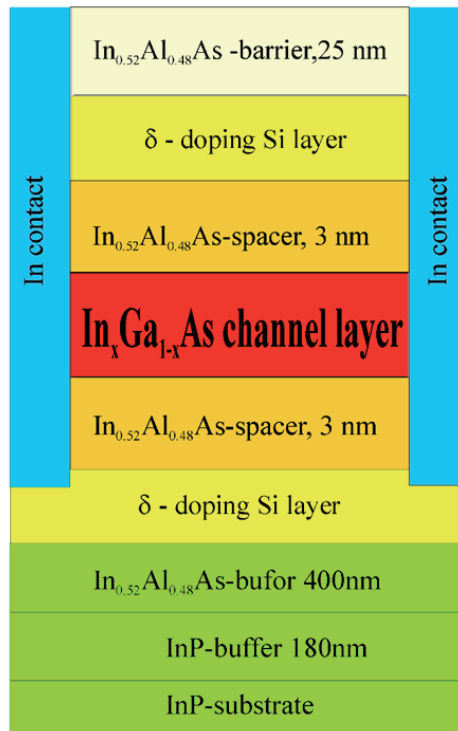 In₀.₅₂Al₀.₄₈As -barrier,25 nm
δ - doping Si layer
In₀.₅₂Al₀.₄₈As-spacer, 3 nm
In contact
In contact
InₓGa₁₋ₓAs channel layer
In₀.₅₂Al₀.₄₈As-spacer, 3 nm
δ - doping Si layer
In₀.₅₂Al₀.₄₈As-bufor 400nm
InP-buffer 180nm
InP-substrate